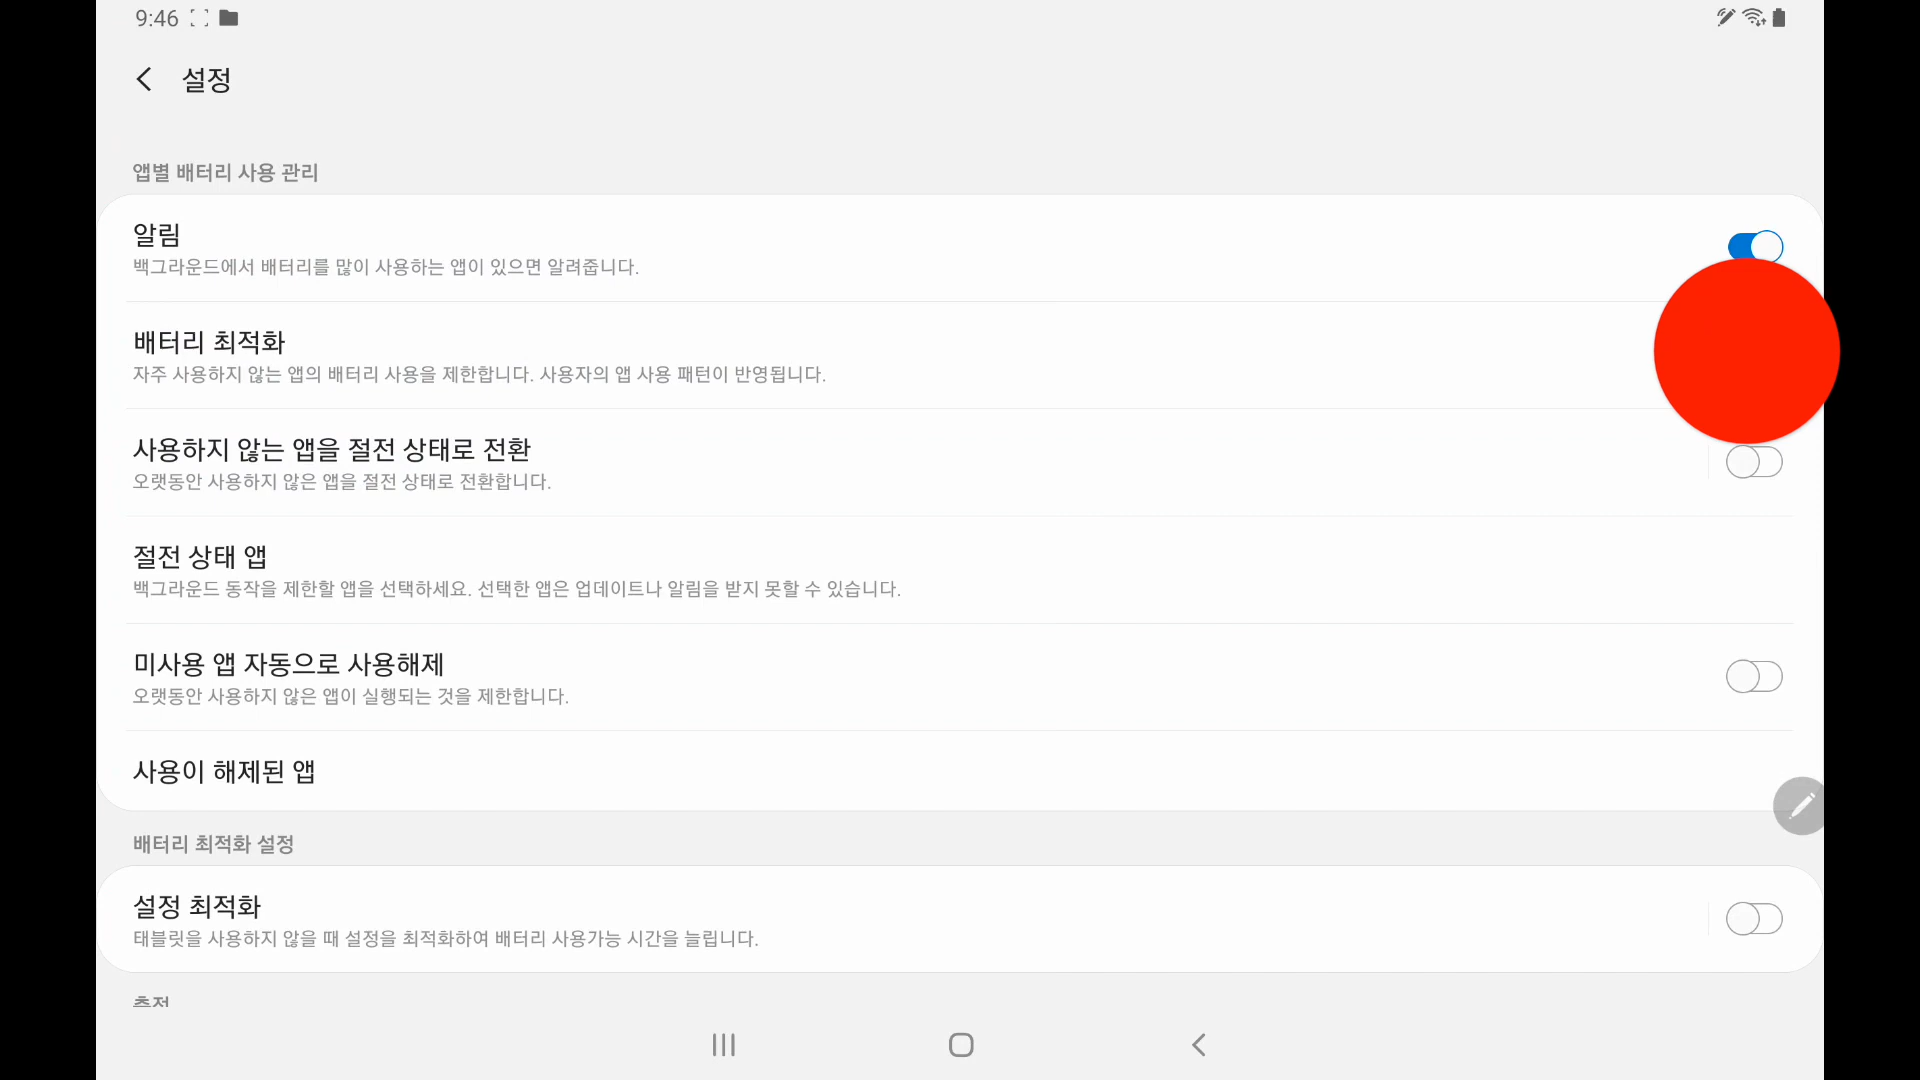 9:46
설정
앱별 배터리 사용 관리
알림
백그라운드에서 배터리를 많이 사용하는 앱이 있으면 알려줍니다.
배터리 최적화
자주 사용하지 않는 앱의 배터리 사용을 제한합니다. 사용자의 앱 사용 패턴이 반영됩니다.
사용하지 않는 앱을 절전 상태로 전환
오랫동안 사용하지 않은 앱을 절전 상태로 전환합니다.
절전 상태 앱
백그라운드 동작을 제한할 앱을 선택하세요. 선택한 앱은 업데이트나 알림을 받지 못할 수 있습니다.
미사용 앱 자동으로 사용해제
오랫동안 사용하지 않은 앱이 실행되는 것을 제한합니다.
사용이 해제된 앱
배터리 최적화 설정
설정 최적화
태블릿을 사용하지 않을 때 설정을 최적화하여 배터리 사용가능 시간을 늘립니다.